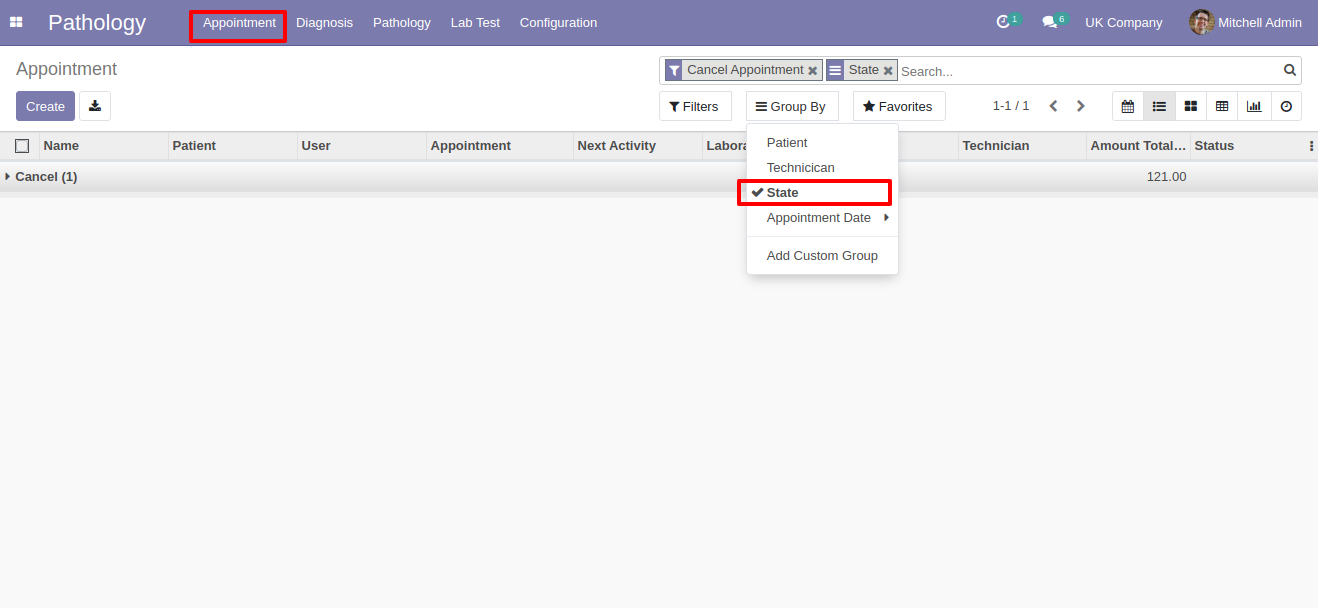 Pathology Appointment Diagnosis Pathology Lab Test Configuration 1 6 UK Company Mitchell Admin
Appointment
Cancel Appointment State Search...
Create Filters Group By Favorites 1-1 / 1
Name Patient User Appointment Next Activity Technician Amount Total... Status
Cancel (1) 121.00
Patient
Technicican
State
Appointment Date
Add Custom Group